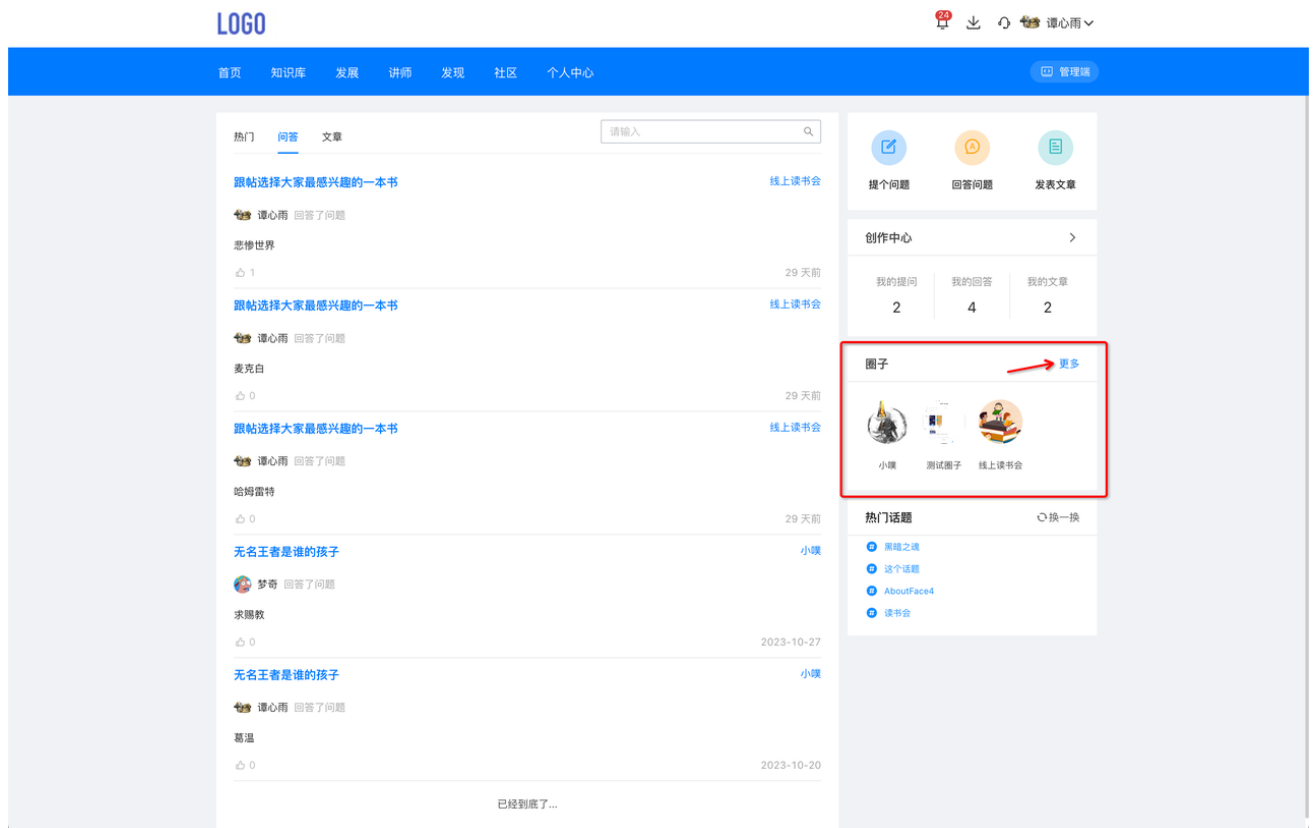 LOGO
24
谭心雨
首页 知识库 发展 讲师 发现 社区 个人中心
管理端
热门 问答 文章
请输入
跟帖选择大家最感兴趣的一本书 线上读书会
谭心雨 回答了问题
悲惨世界
1 29 天前
跟帖选择大家最感兴趣的一本书 线上读书会
谭心雨 回答了问题
麦克白
0 29 天前
跟帖选择大家最感兴趣的一本书 线上读书会
谭心雨 回答了问题
哈姆雷特
0 29 天前
无名王者是谁的孩子 小噗
梦奇 回答了问题
求赐教
0 2023-10-27
无名王者是谁的孩子 小噗
谭心雨 回答了问题
葛温
0 2023-10-20
已经到底了...
提个问题 回答问题 发表文章
创作中心
我的提问 我的回答 我的文章
2 4 2
圈子 更多
小噗 测试圈子 线上读书会
热门话题 换一换
# 黑暗之魂
# 这个话题
# AboutFace4
# 读书会